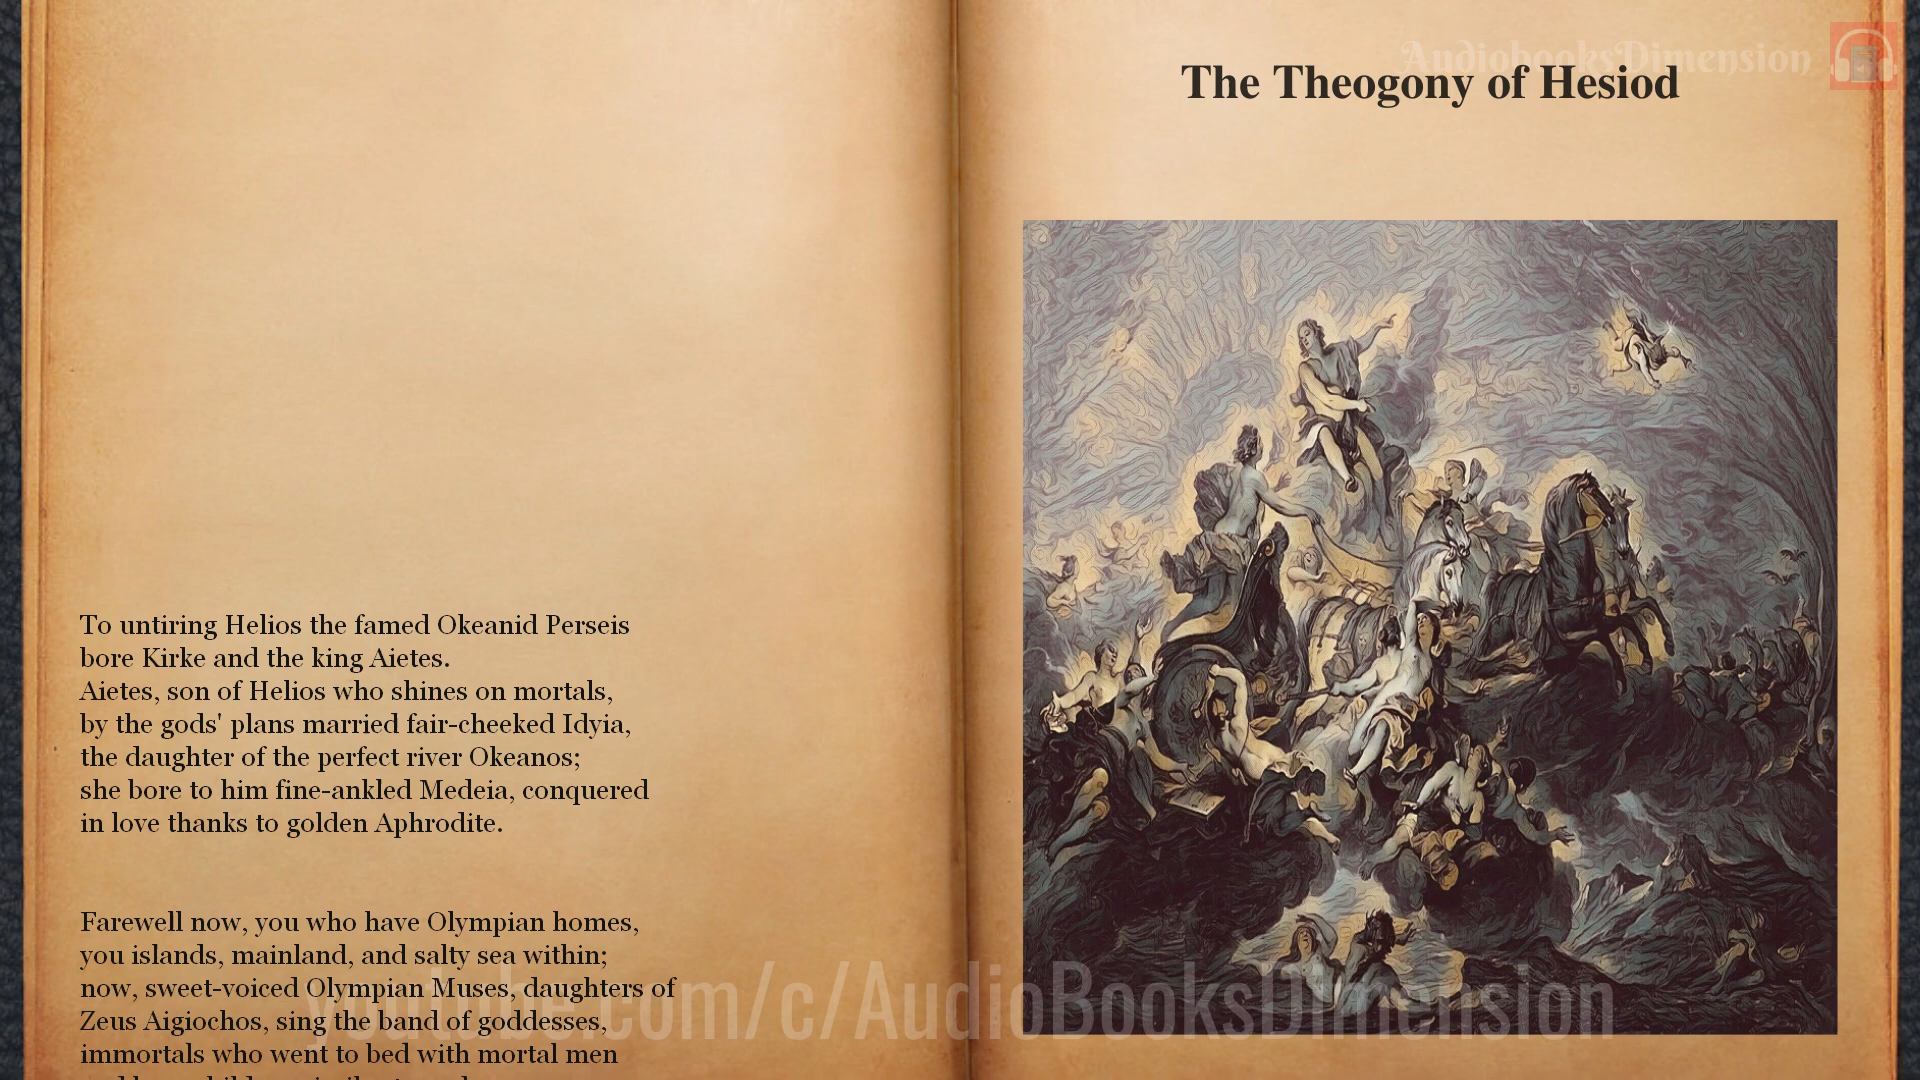 To untiring Helios the famed Okeanid Perseis
bore Kirke and the king Aietes.
Aietes, son of Helios who shines on mortals,
by the gods' plans married fair-cheeked Idyia,
the daughter of the perfect river Okeanos;
she bore to him fine-ankled Medeia, conquered
in love thanks to golden Aphrodite.
Farewell now, you who have Olympian homes,
you islands, mainland, and salty sea within;
now, sweet-voiced Olympian Muses, daughters of
Zeus Aigiochos, sing the band of goddesses,
immortals who went to bed with mortal men
AudiobooksDimension
The Theogony of Hesiod
youtube.com/c/AudioBooksDimension